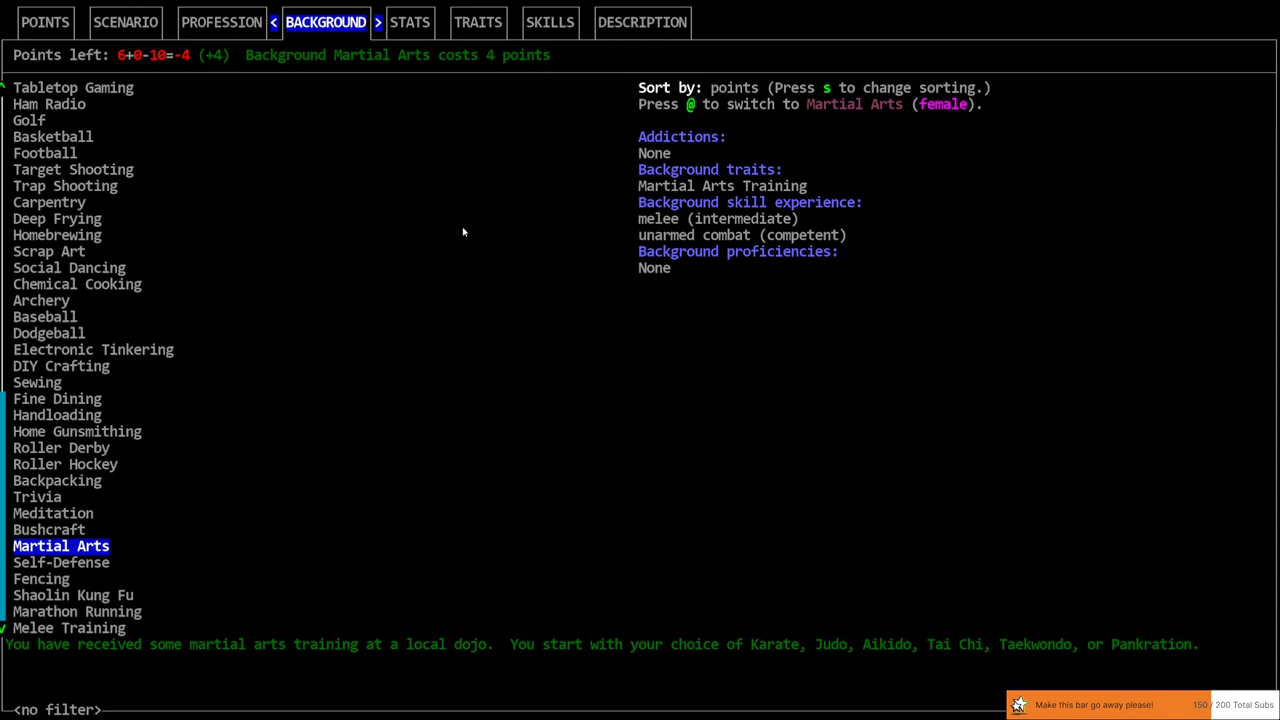 POINTS SCENARIO PROFESSION < BACKGROUND > STATS TRAITS SKILLS DESCRIPTION
Points left: 6+0-10=-4 (+4) Background Martial Arts costs 4 points
^ Tabletop Gaming
Ham Radio
Golf
Basketball
Football
Target Shooting
Trap Shooting
Carpentry
Deep Frying
Homebrewing
Scrap Art
Social Dancing
Chemical Cooking
Archery
Baseball
Dodgeball
Electronic Tinkering
DIY Crafting
Sewing
Fine Dining
Handloading
Home Gunsmithing
Roller Derby
Roller Hockey
Backpacking
Trivia
Meditation
Bushcraft
Martial Arts
Self-Defense
Fencing
Shaolin Kung Fu
Marathon Running
v Melee Training
Sort by: points (Press s to change sorting.)
Press @ to switch to Martial Arts (female).
Addictions:
None
Background traits:
Martial Arts Training
Background skill experience:
melee (intermediate)
unarmed combat (competent)
Background proficiencies:
None
You have received some martial arts training at a local dojo. You start with your choice of Karate, Judo, Aikido, Tai Chi, Taekwondo, or Pankration.
<no filter>
Make this bar go away please! 150 / 200 Total Subs